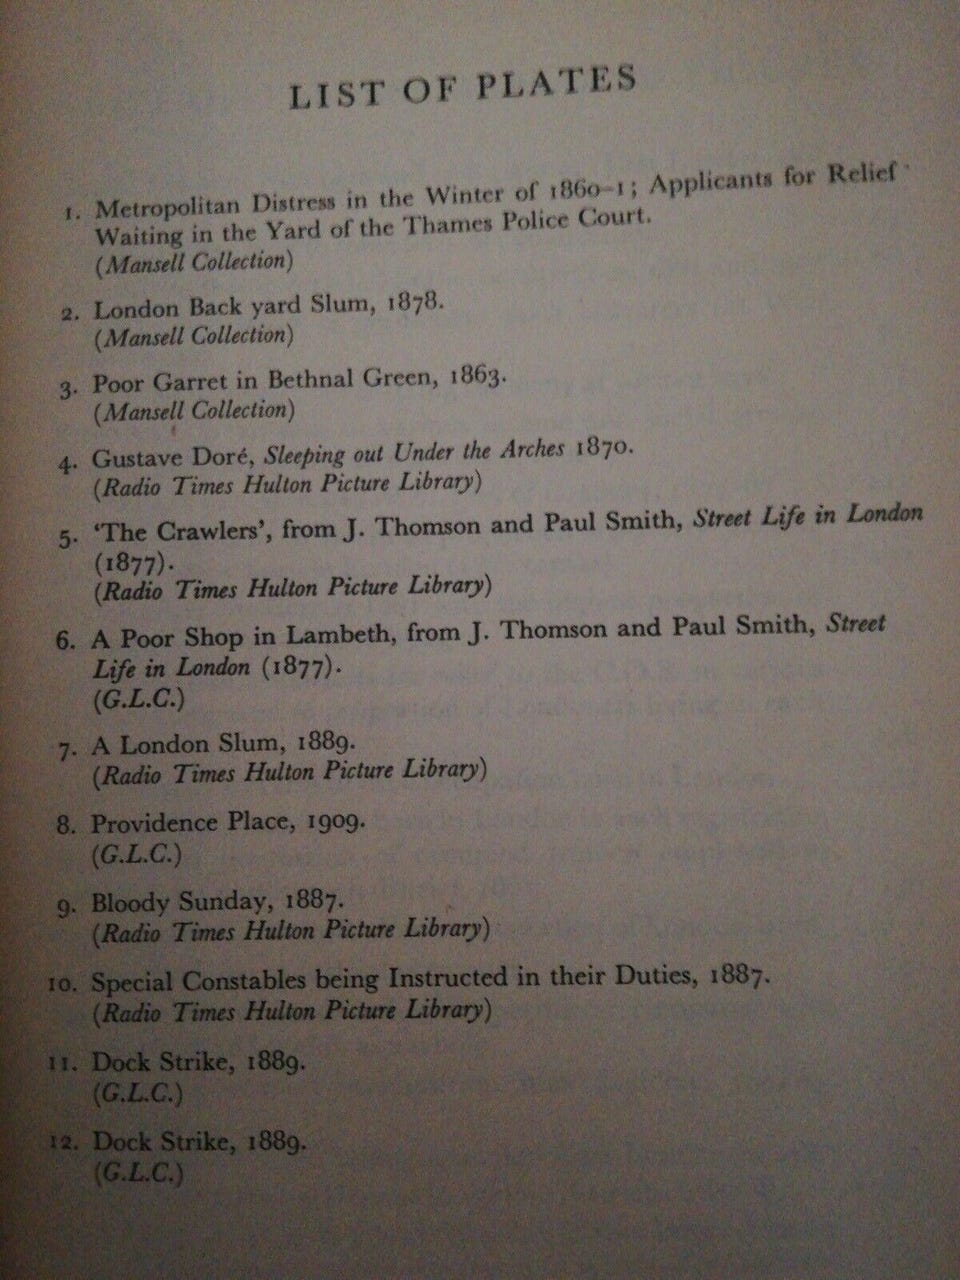 LIST OF PLATES
1. Metropolitan Distress in the Winter of 1860–1; Applicants for Relief
Waiting in the Yard of the Thames Police Court.
(Mansell Collection)
2. London Back yard Slum, 1878.
(Mansell Collection)
3. Poor Garret in Bethnal Green, 1863.
(Mansell Collection)
4. Gustave Doré, Sleeping out Under the Arches 1870.
(Radio Times Hulton Picture Library)
5. ‘The Crawlers’, from J. Thomson and Paul Smith, Street Life in London
(1877).
(Radio Times Hulton Picture Library)
6. A Poor Shop in Lambeth, from J. Thomson and Paul Smith, Street
Life in London (1877).
(G.L.C.)
7. A London Slum, 1889.
(Radio Times Hulton Picture Library)
8. Providence Place, 1909.
(G.L.C.)
9. Bloody Sunday, 1887.
(Radio Times Hulton Picture Library)
10. Special Constables being Instructed in their Duties, 1887.
(Radio Times Hulton Picture Library)
11. Dock Strike, 1889.
(G.L.C.)
12. Dock Strike, 1889.
(G.L.C.)